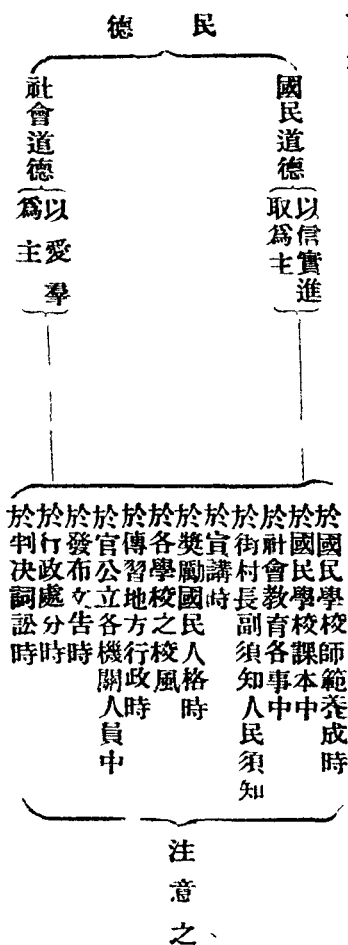 民德
國民道德
以信實進
取爲主
社會道德
以愛羣
爲主
於國民學校師範養成時
於國民學校課本中
於社會教育各事中
於街村長副須知人民須知
於宣講時
於獎勵國民人格時
於各學校之校風
於傳習地方行政時
於官公立各機關人員中
於發布文告時
於行政處分時
於判決詞訟時
注意之